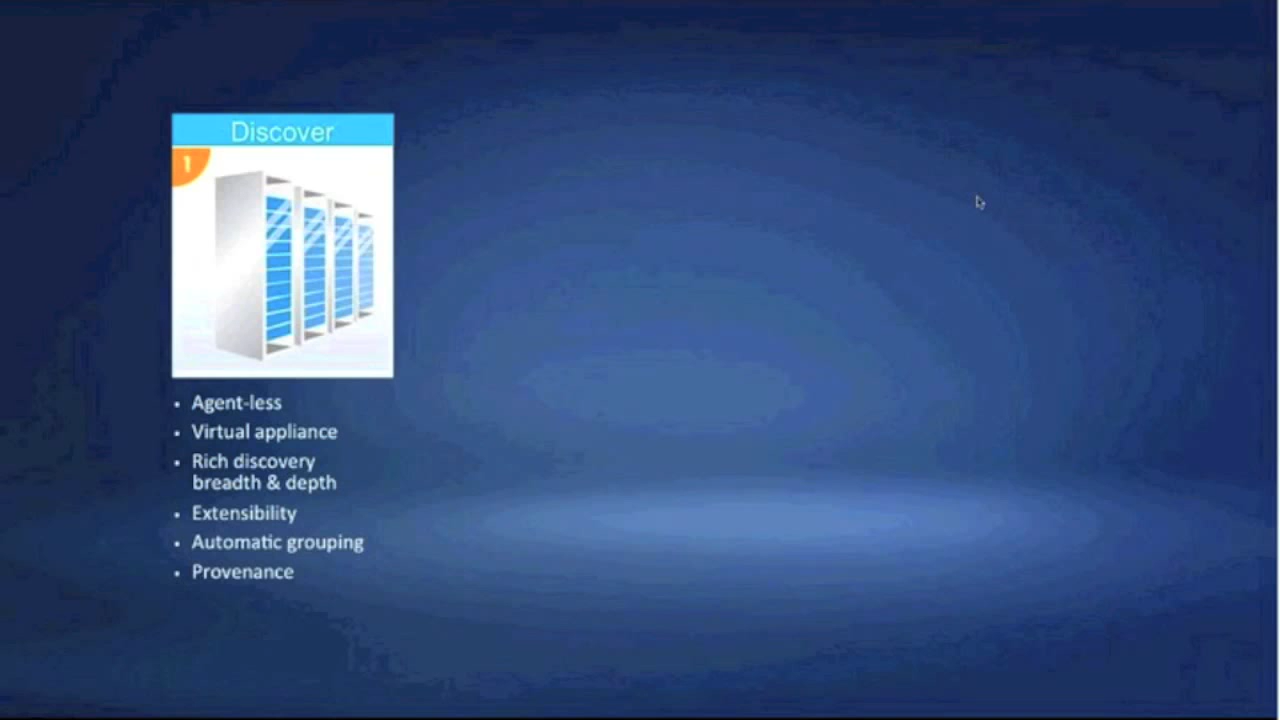 Discover
1
• Agent-less
• Virtual appliance
• Rich discovery
breadth & depth
• Extensibility
• Automatic grouping
• Provenance